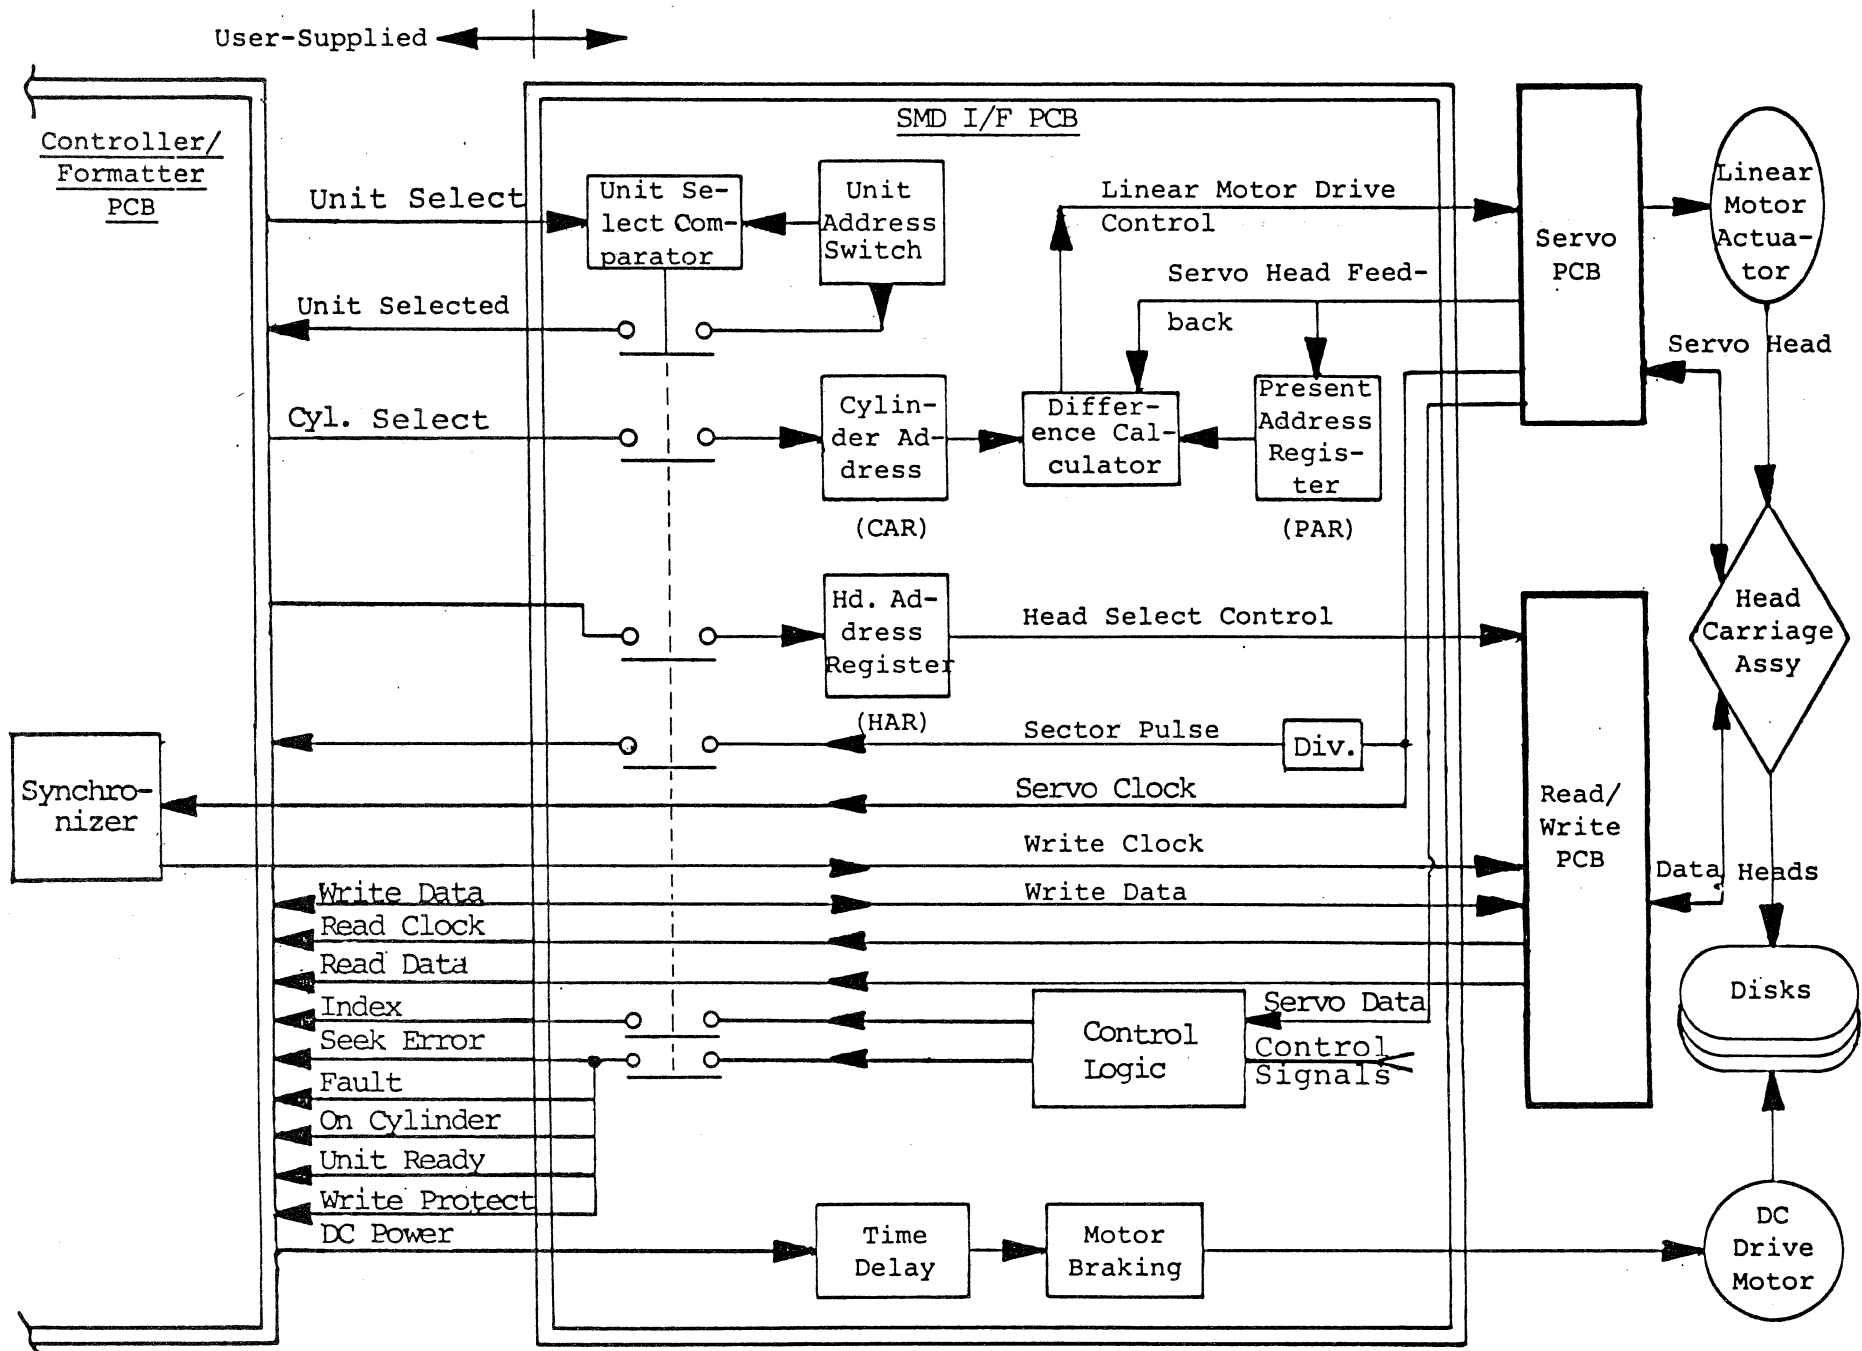 User-Supplied
Controller/
Formatter
PCB
SMD I/F PCB
Unit Select
Unit Se-
lect Com-
parator
Unit
Address
Switch
Linear Motor Drive
Control
Servo
PCB
Linear
Motor
Actua-
tor
Servo Head Feed-
back
Unit Selected
Servo Head
Cyl. Select
Cylin-
der Ad-
dress
(CAR)
Differ-
ence Cal-
culator
Present
Address
Regis-
ter
(PAR)
Hd. Ad-
dress
Register
(HAR)
Head Select Control
Head
Carriage
Assy
Sector Pulse
Div.
Synchro-
nizer
Servo Clock
Read/
Write
PCB
Write Clock
Data Heads
Write Data
Write Data
Read Clock
Read Data
Index
Seek Error
Fault
On Cylinder
Unit Ready
Write Protect
DC Power
Control
Logic
Servo Data
Control
Signals
Disks
Time
Delay
Motor
Braking
DC
Drive
Motor